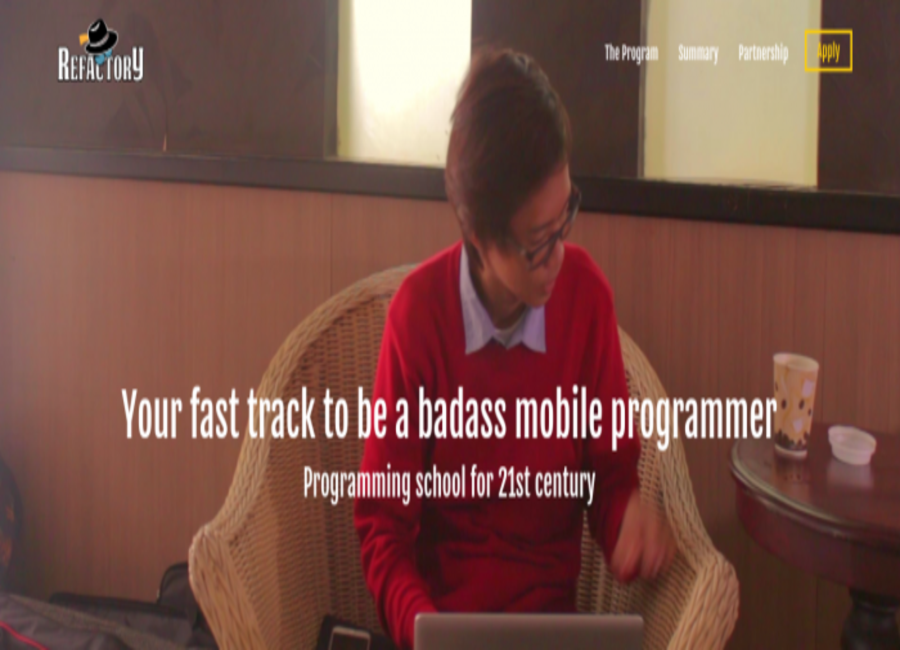 REFACTORY
The Program
Summary
Partnership
Apply
Your fast track to be a badass mobile programmer
Programming school for 21st century